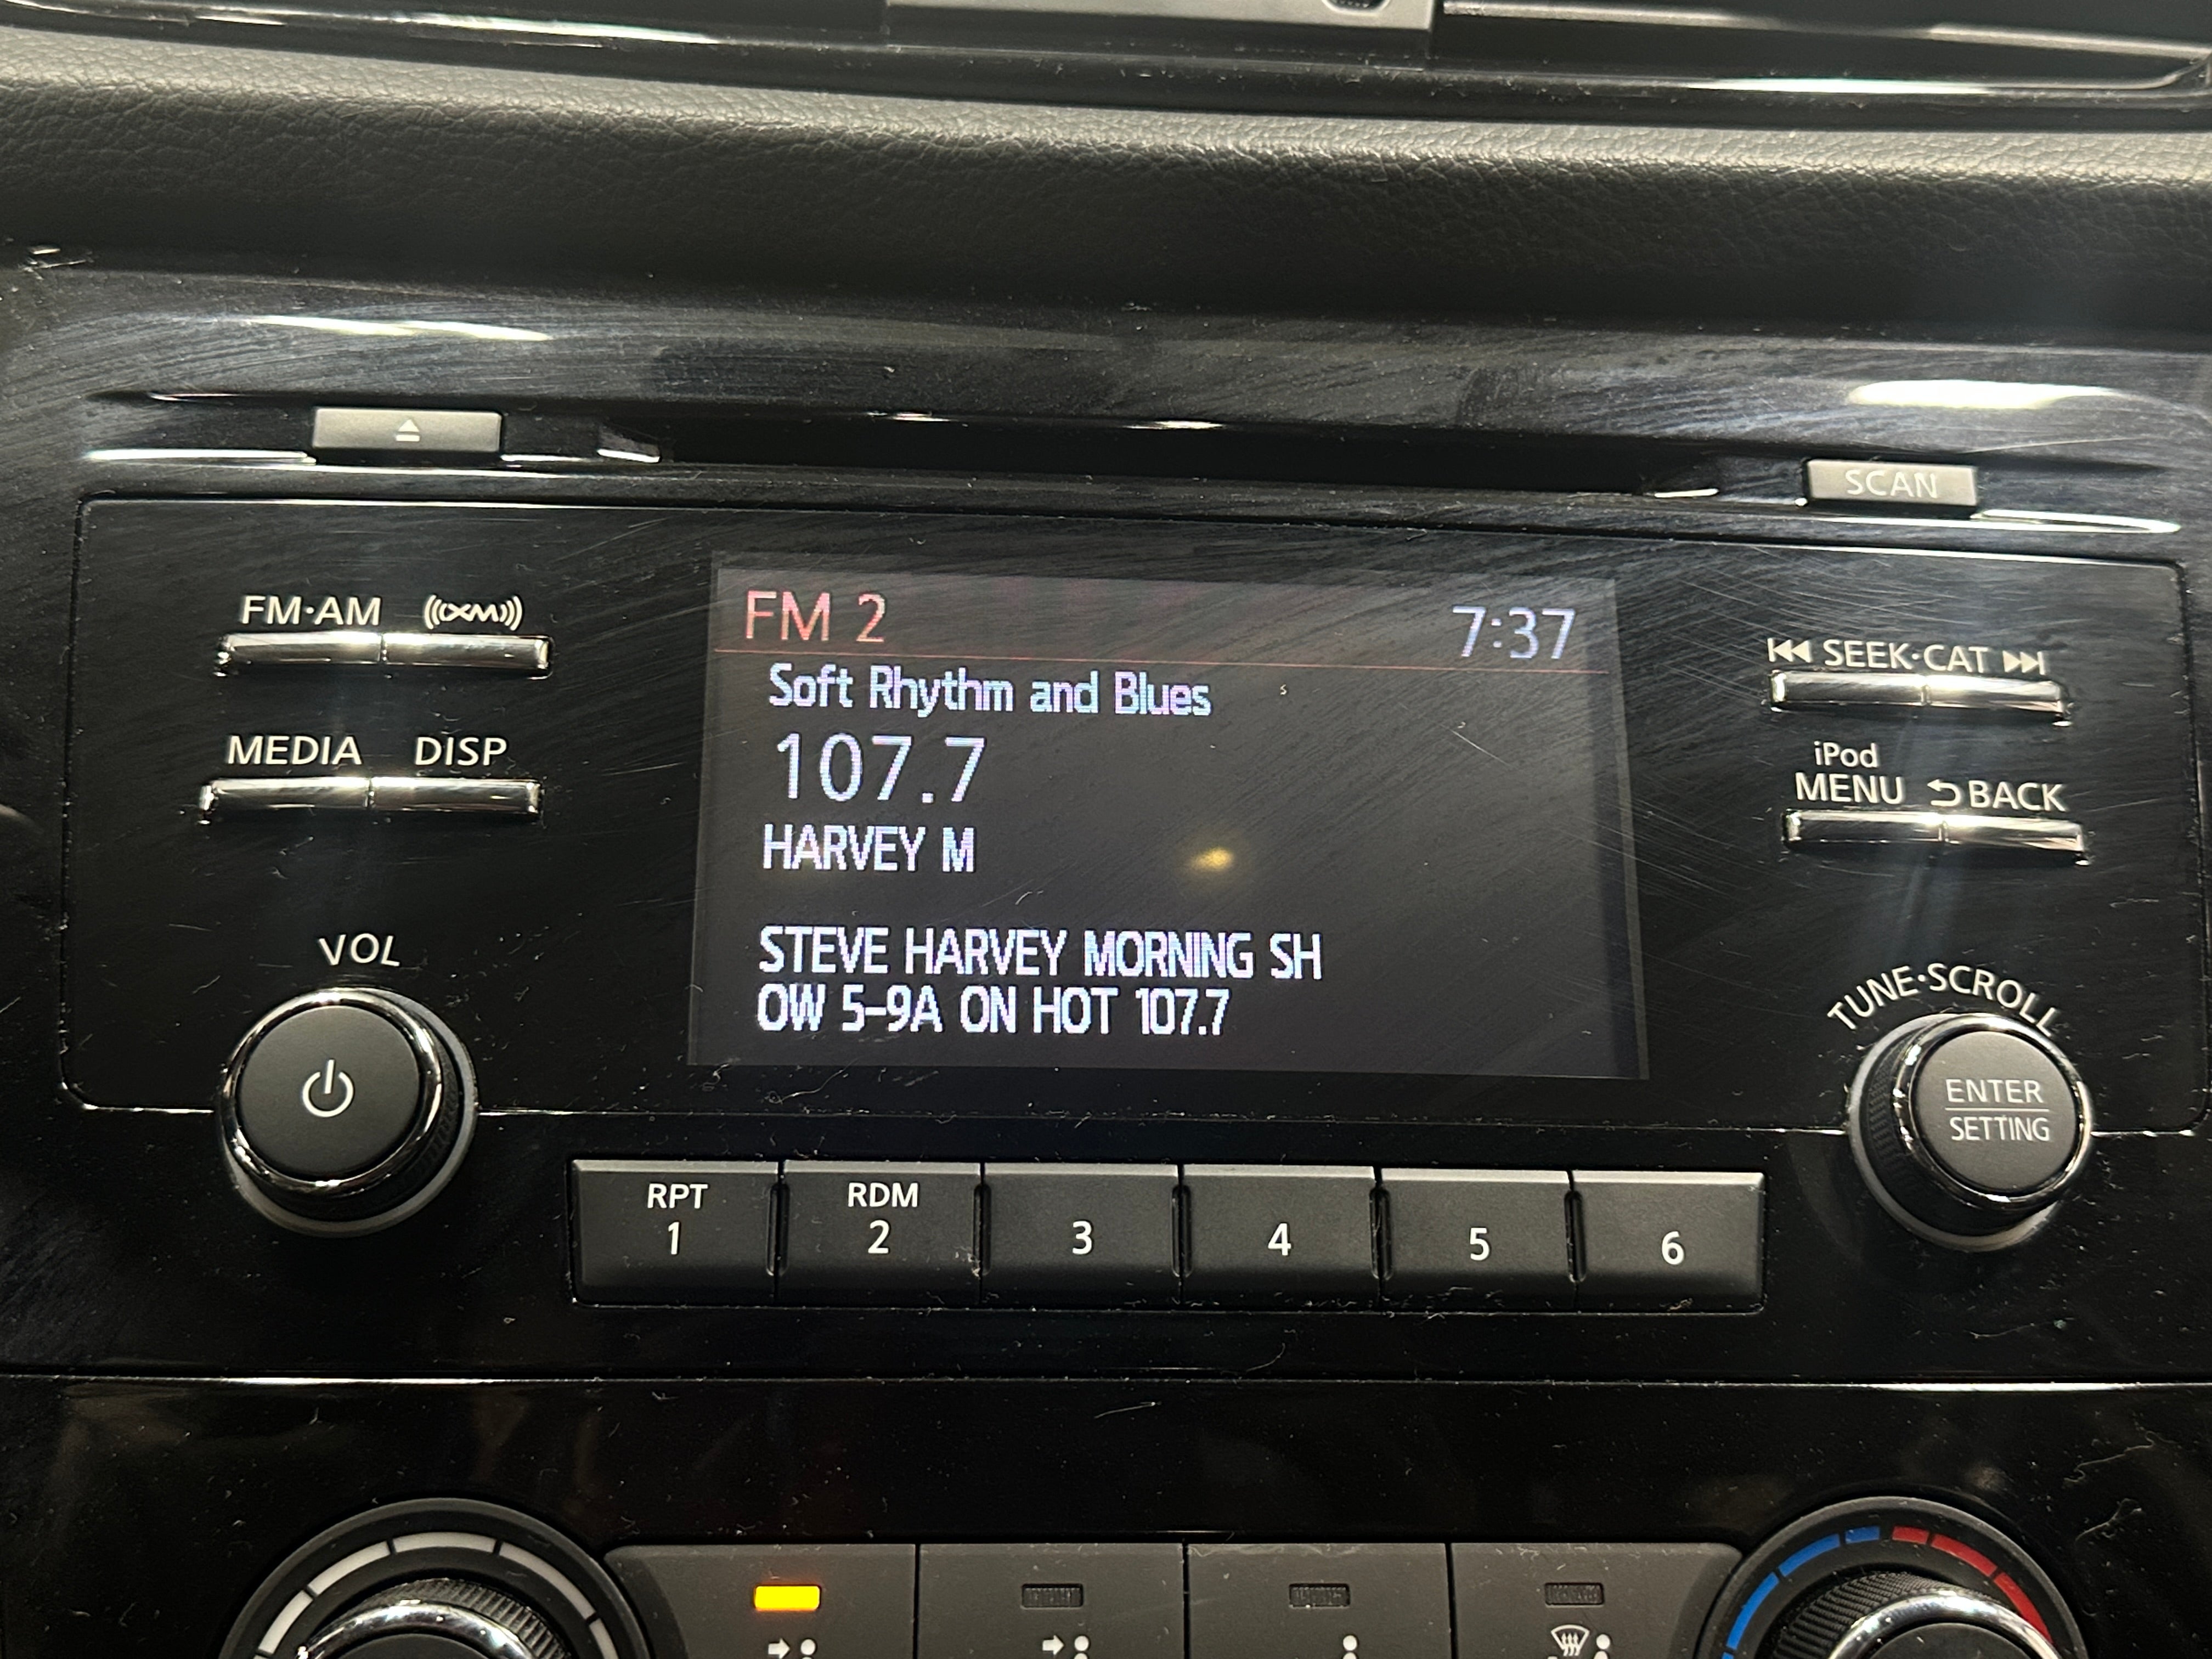 SCAN
FM·AM XM
FM 2 7:37
SEEK·CAT
Soft Rhythm and Blues
MEDIA DISP
107.7
iPod
MENU BACK
HARVEY M
VOL
STEVE HARVEY MORNING SH
OW 5-9A ON HOT 107.7
TUNE·SCROLL
ENTER
SETTING
RPT RDM
1 2 3 4 5 6